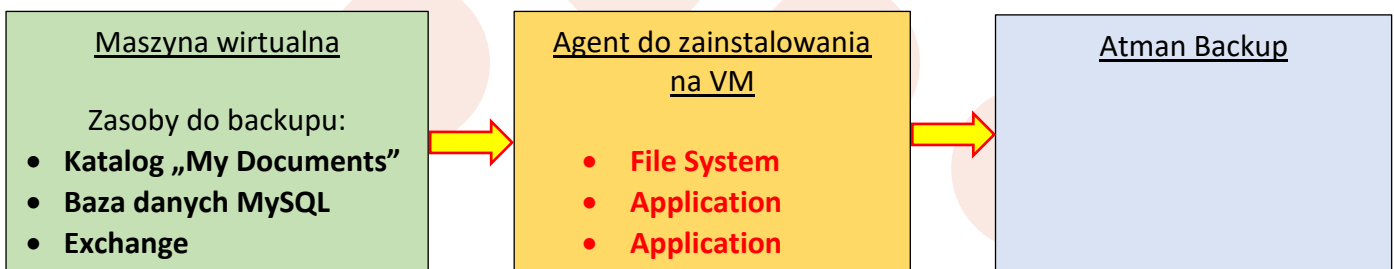 Maszyna wirtualna
Zasoby do backupu:
• Katalog „My Documents”
• Baza danych MySQL
• Exchange
Agent do zainstalowania
na VM
• File System
• Application
• Application
Atman Backup